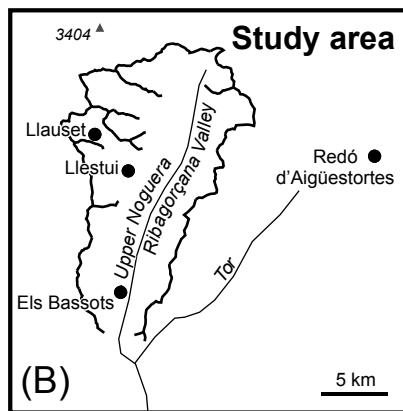 Study area
3404
Llauset
Llestui
Upper Noguera
Ribagorçana Valley
Redó
d'Aigüestortes
Tor
Els Bassots
(B)
5 km